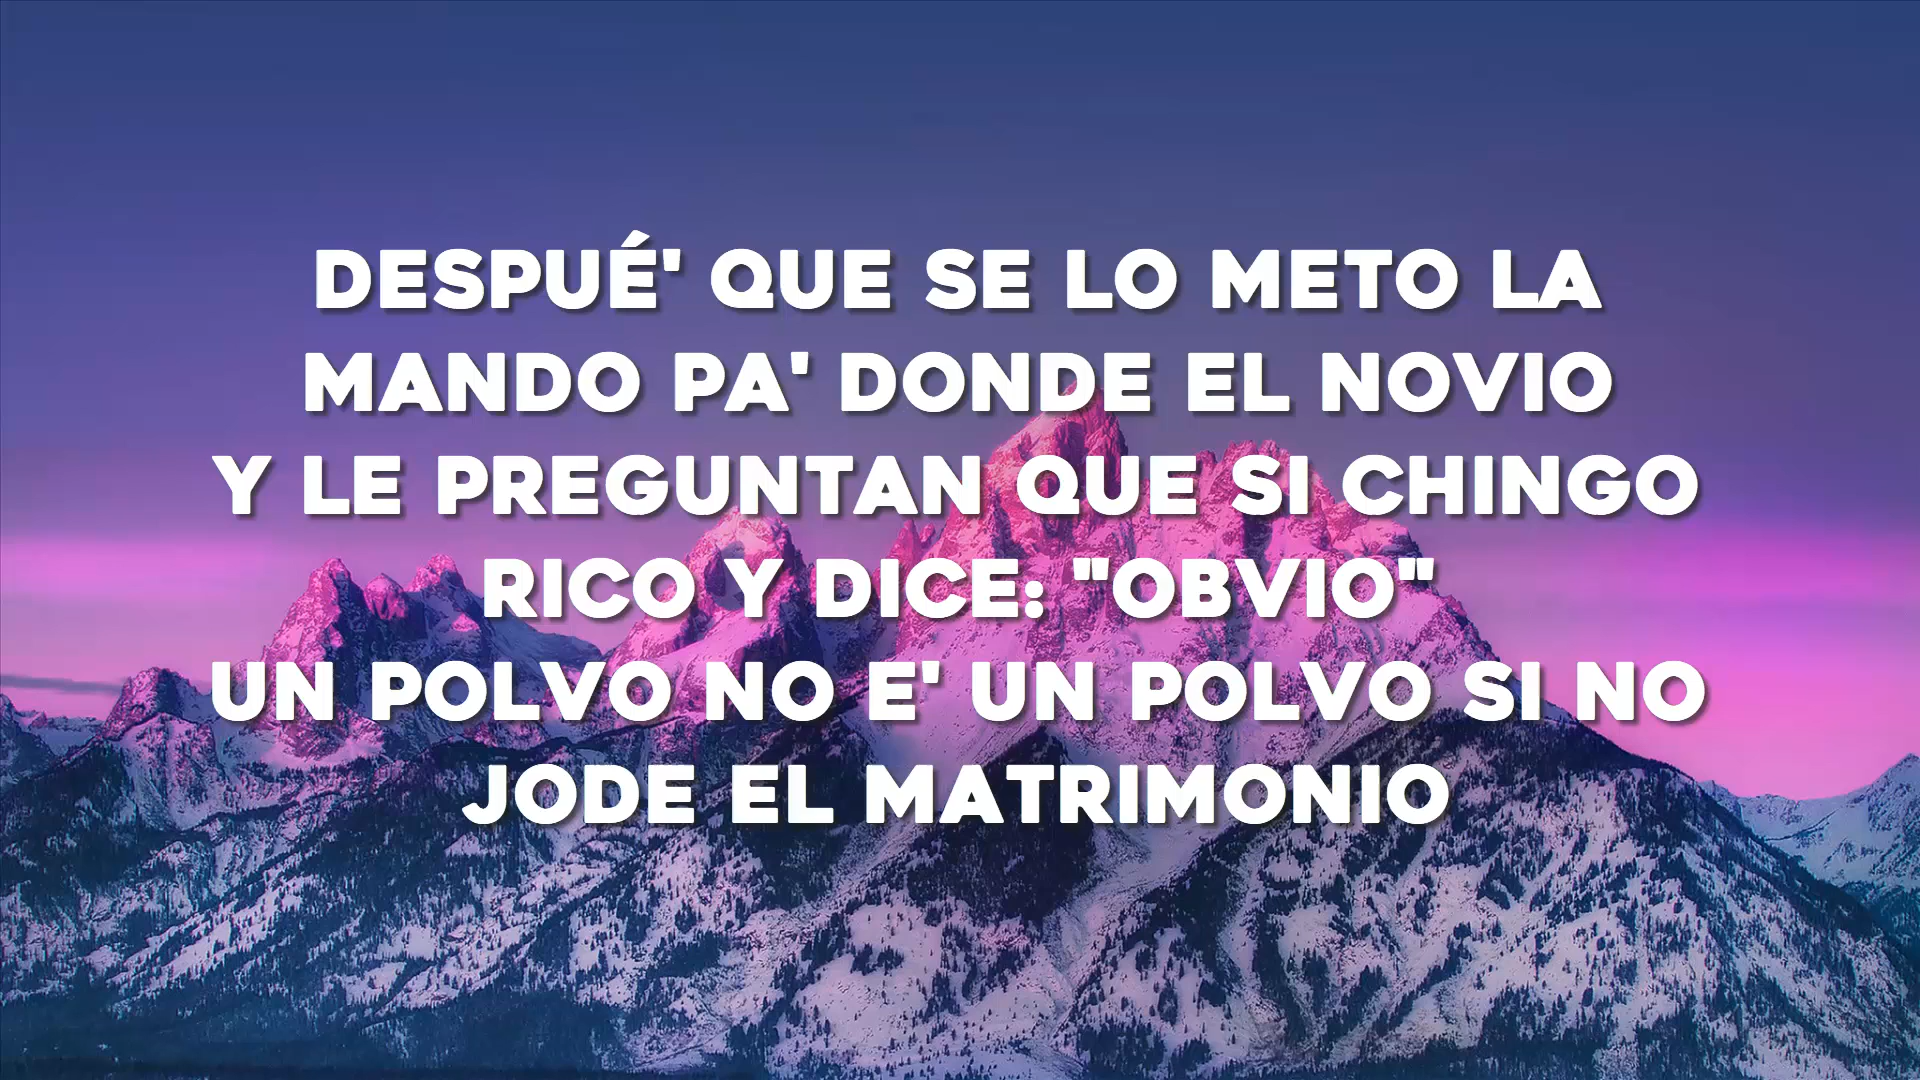 DESPUÉ' QUE SE LO METO LA
MANDO PA' DONDE EL NOVIO
Y LE PREGUNTAN QUE SI CHINGO
RICO Y DICE: "OBVIO"
UN POLVO NO E' UN POLVO SI NO
JODE EL MATRIMONIO